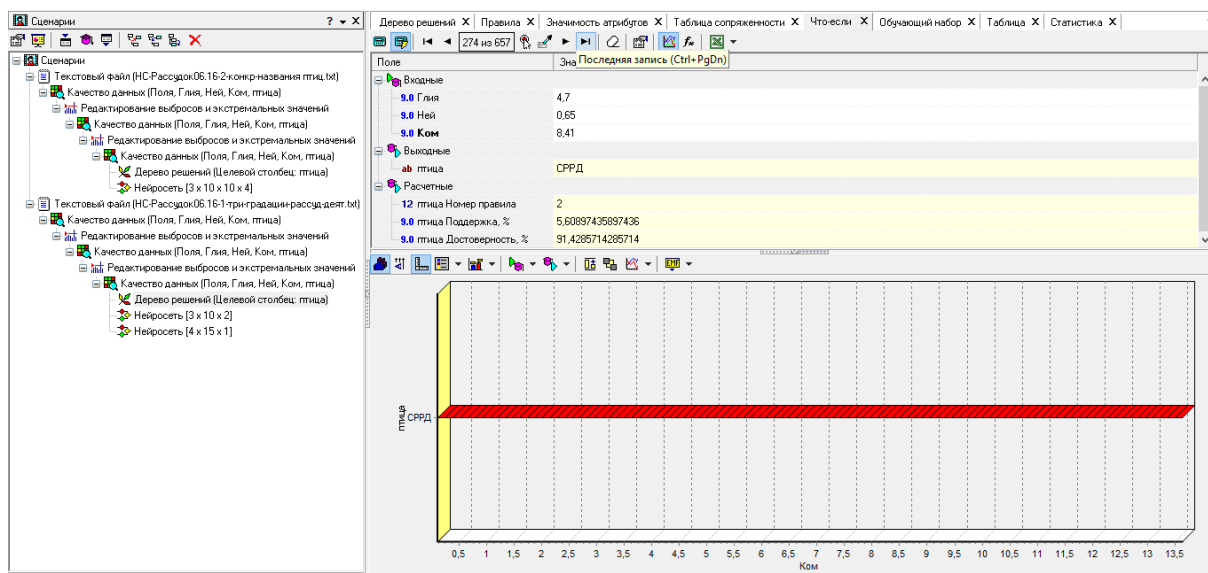 Сценарии
? ▾ X
Сценарии
Текстовый файл (НС-Рассудок06.16-2-конкр-названия птиц.txt)
Качество данных (Поля, Глия, Ней, Ком, птица)
Редактирование выбросов и экстремальных значений
Качество данных (Поля, Глия, Ней, Ком, птица)
Редактирование выбросов и экстремальных значений
Качество данных (Поля, Глия, Ней, Ком, птица)
Дерево решений (Целевой столбец: птица)
Нейросеть [3 x 10 x 10 x 4]
Текстовый файл (НС-Рассудок06.16-1-три-градации-рассуд-деят.txt)
Качество данных (Поля, Глия, Ней, Ком, птица)
Редактирование выбросов и экстремальных значений
Качество данных (Поля, Глия, Ней, Ком, птица)
Редактирование выбросов и экстремальных значений
Качество данных (Поля, Глия, Ней, Ком, птица)
Дерево решений (Целевой столбец: птица)
Нейросеть [3 x 10 x 2]
Нейросеть [4 x 15 x 1]
Дерево решений X Правила X Значимость атрибутов X Таблица сопряженности X Что-если X Обучающий набор X Таблица X Статистика X
274 из 657
Поле Зна
Последняя запись (Ctrl+PgDn)
Входные
9.0 Глия 4,7
9.0 Ней 0,65
9.0 Ком 8,41
Выходные
ab птица СРРД
Расчетные
12 птица Номер правила 2
9.0 птица Поддержка, % 5,60897435897436
9.0 птица Достоверность, % 91,4285714285714
EMF
птица
СРРД
0,5 1 1,5 2 2,5 3 3,5 4 4,5 5 5,5 6 6,5 7 7,5 8 8,5 9 9,5 10 10,5 11 11,5 12 12,5 13 13,5
Ком